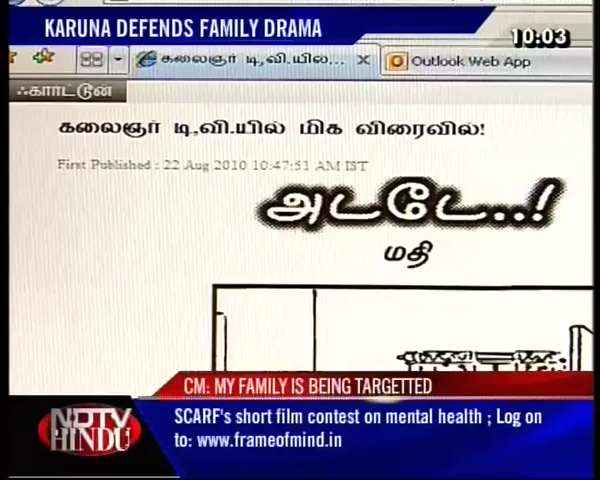 KARUNA DEFENDS FAMILY DRAMA
10:03
கலைஞர் டி,வி.யில்...
Outlook Web App
கார்ட்டூன்
கலைஞர் டி,வி.யில் மிக விரைவில்!
First Published : 22 Aug 2010 10:47:51 AM IST
அடடே..!
மதி
CM: MY FAMILY IS BEING TARGETTED
NDTV
HINDU
SCARF's short film contest on mental health ; Log on
to: www.frameofmind.in